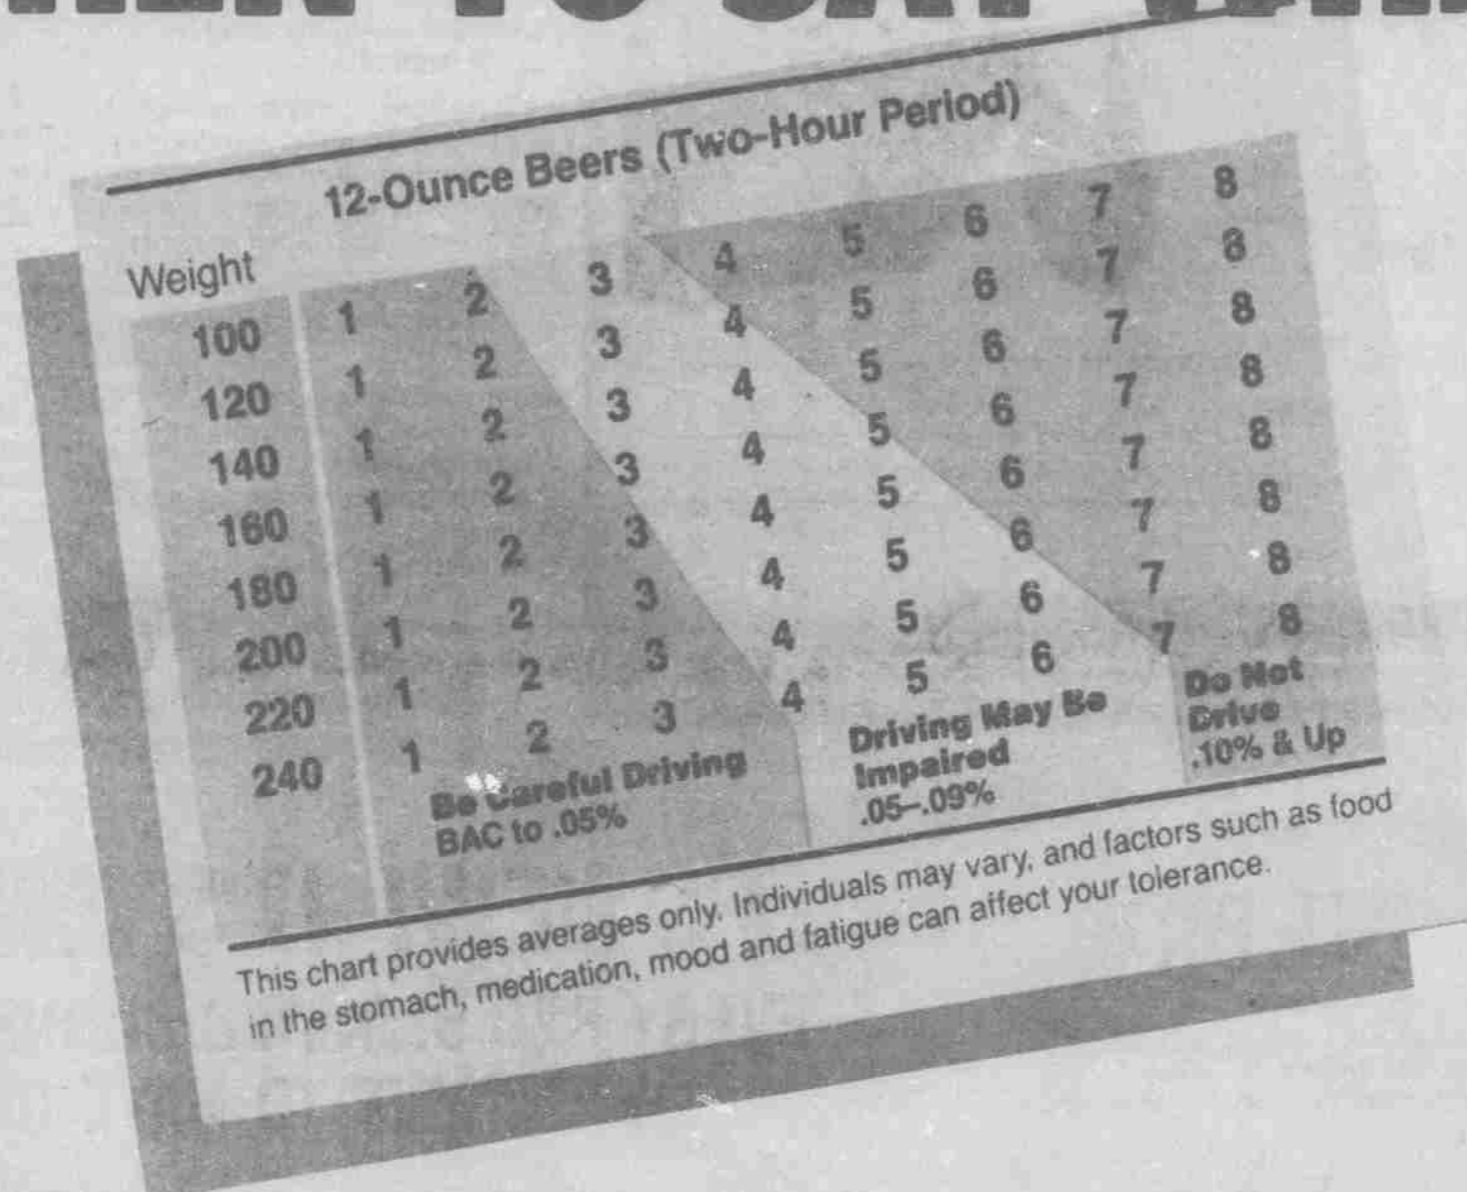 TO SAY
12-Ounce Beers (Two-Hour Period)
Weight
100 1 2 3 4 5 6 7 8
120 1 2 3 4 5 6 7 8
140 1 2 3 4 5 6 7 8
160 1 2 3 4 5 6 7 8
180 1 2 3 4 5 6 7 8
200 1 2 3 4 5 6 7 8
220 1 2 3 4 5 6 7 8
240 1 2 3 4 5 6 7 8
Be Careful Driving
BAC to .05%
Driving May Be
Impaired
.05–.09%
Do Not
Drive
.10% & Up
This chart provides averages only. Individuals may vary, and factors such as food
in the stomach, medication, mood and fatigue can affect your tolerance.